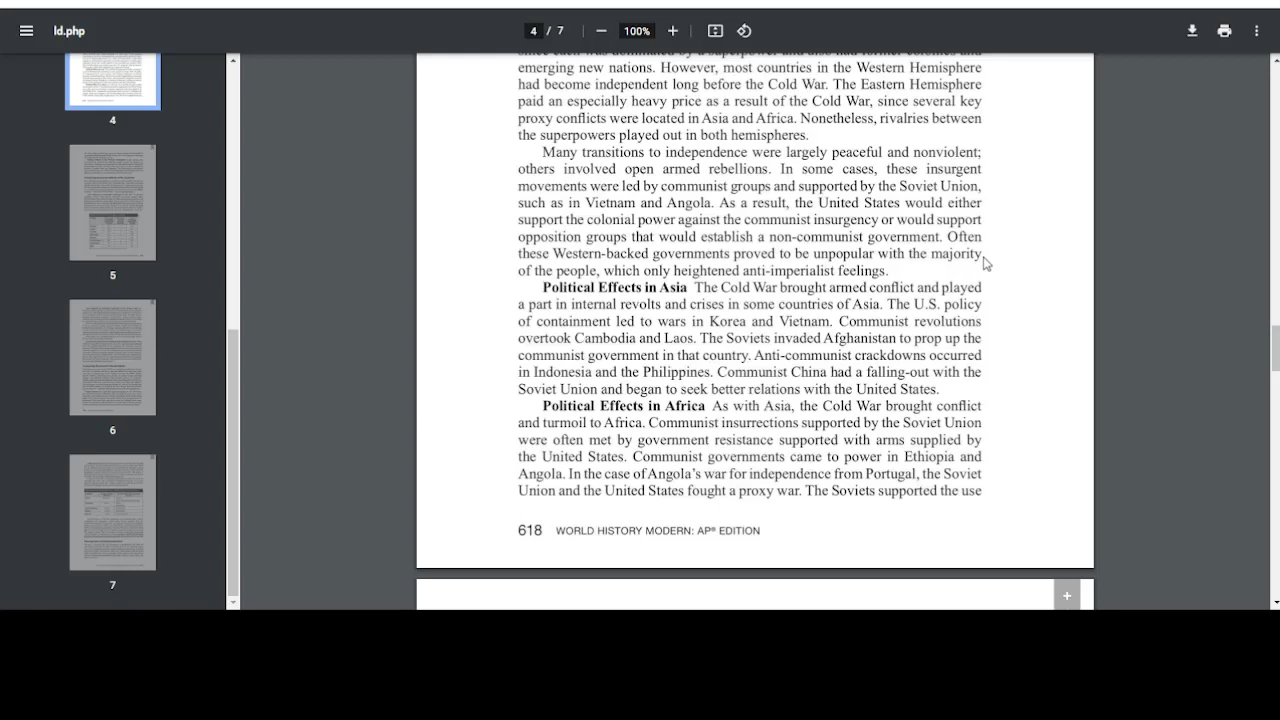 ld.php
4 / 7
100%
4
5
6
7
emerging new nations. However, most countries in the Western Hemisphere
had become independent long before the Cold War. The Eastern Hemisphere
paid an especially heavy price as a result of the Cold War, since several key
proxy conflicts were located in Asia and Africa. Nonetheless, rivalries between
the superpowers played out in both hemispheres.
Many transitions to independence were largely peaceful and nonviolent;
others involved open armed rebellions. In some cases, these insurgent
movements were led by communist groups and supported by the Soviet Union,
such as in Vietnam and Angola. As a result, the United States would either
support the colonial power against the communist insurgency or would support
opposition groups that would establish a non-communist government. Often
these Western-backed governments proved to be unpopular with the majority
of the people, which only heightened anti-imperialist feelings.
Political Effects in Asia The Cold War brought armed conflict and played
a part in internal revolts and crises in some countries of Asia. The U.S. policy
of containment led to wars in Korea and Vietnam. Communist revolutions
overtook Cambodia and Laos. The Soviets invaded Afghanistan to prop up the
communist government in that country. Anti-communist crackdowns occurred
in Indonesia and the Philippines. Communist China had a falling-out with the
Soviet Union and began to seek better relations with the United States.
Political Effects in Africa As with Asia, the Cold War brought conflict
and turmoil to Africa. Communist insurrections supported by the Soviet Union
were often met by government resistance supported with arms supplied by
the United States. Communist governments came to power in Ethiopia and
Angola. In the case of Angola's war for independence from Portugal, the Soviet
Union and the United States fought a proxy war. The Soviets supported the use
618 WORLD HISTORY MODERN: AP® EDITION